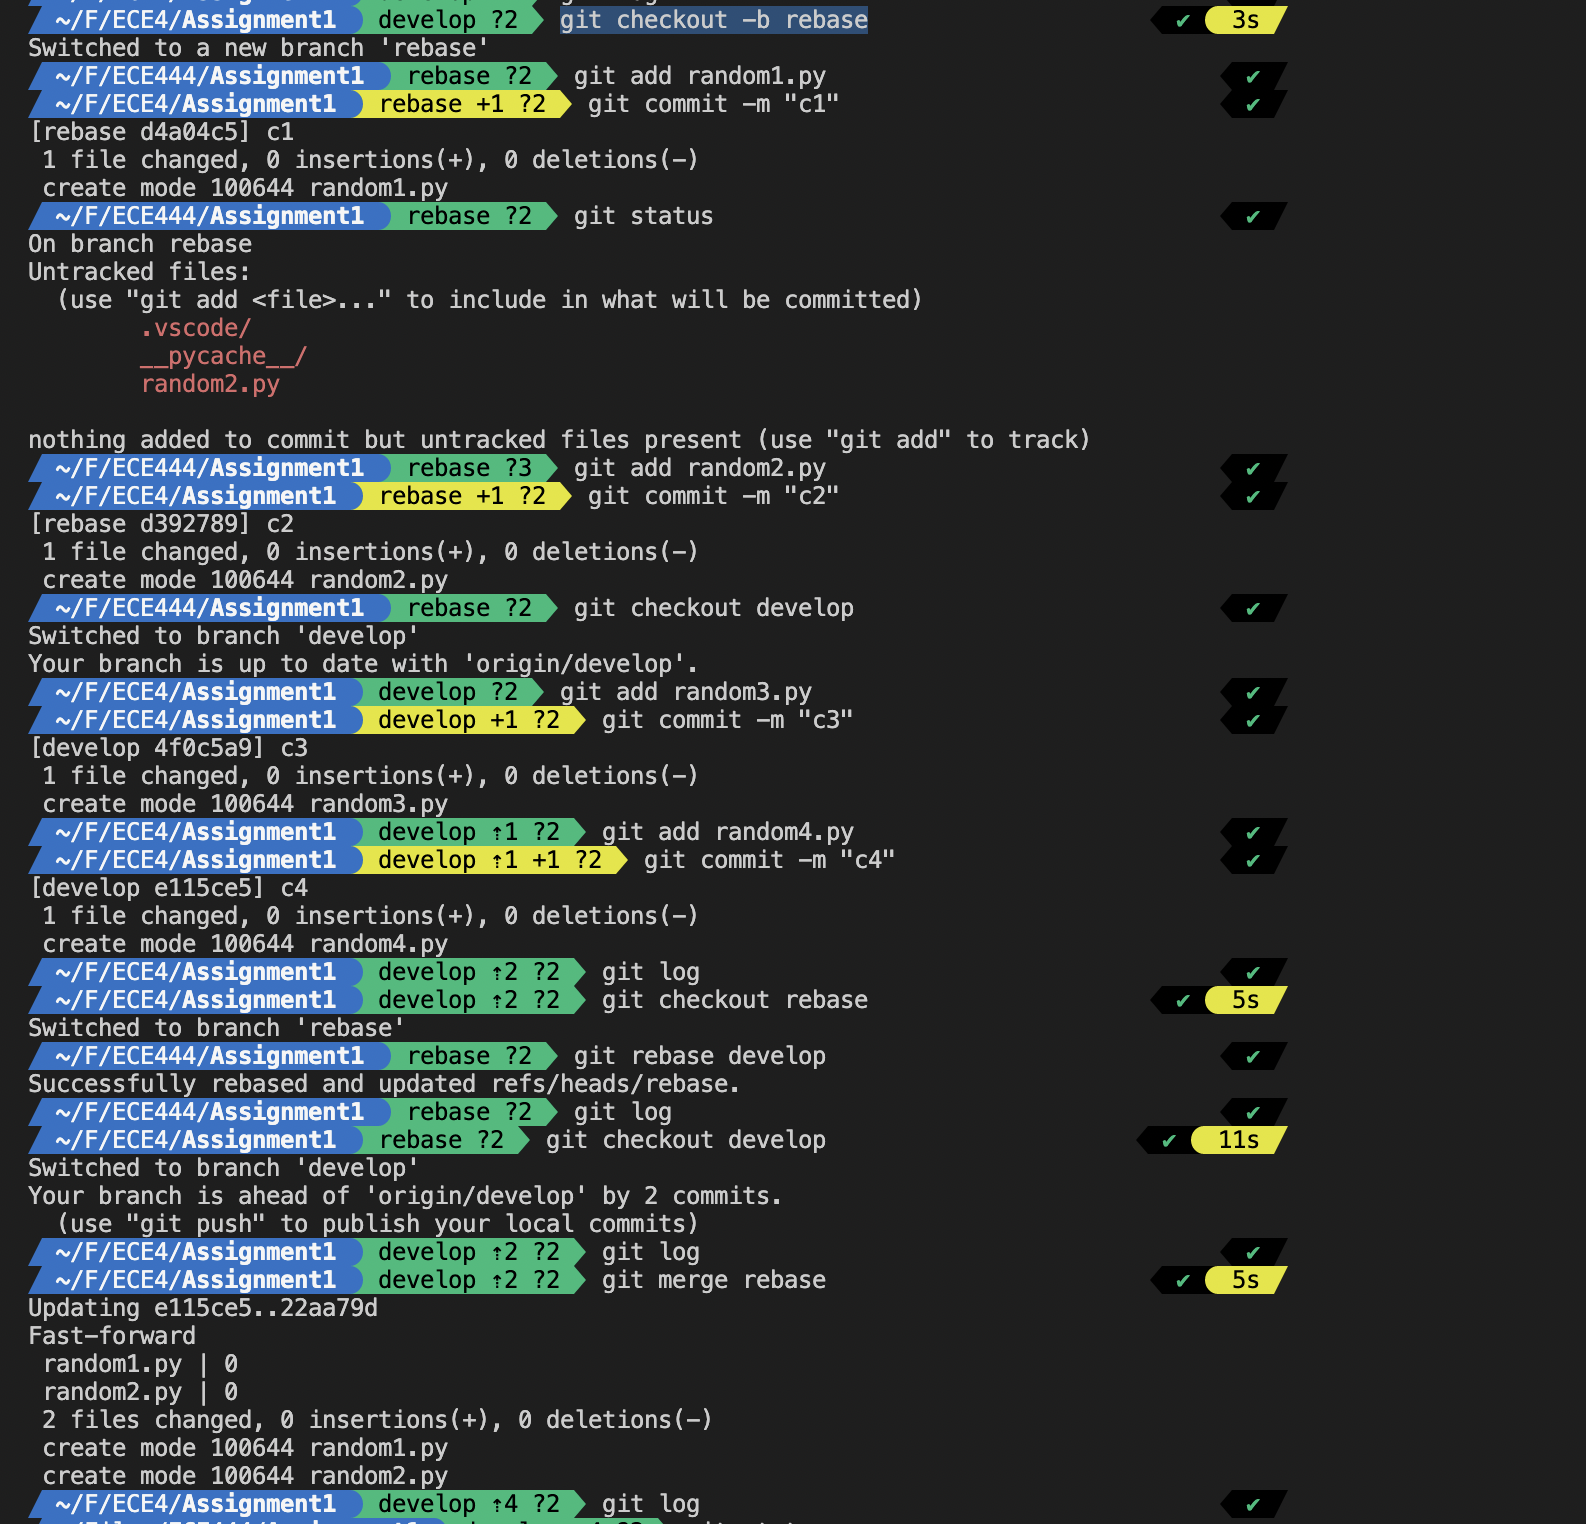 ~/F/ECE4/Assignment1 develop ?2 git checkout -b rebase ✔ 3s
Switched to a new branch 'rebase'
~/F/ECE444/Assignment1 rebase ?2 git add random1.py ✔
~/F/ECE4/Assignment1 rebase +1 ?2 git commit -m "c1" ✔
[rebase d4a04c5] c1
1 file changed, 0 insertions(+), 0 deletions(-)
create mode 100644 random1.py
~/F/ECE444/Assignment1 rebase ?2 git status ✔
On branch rebase
Untracked files:
(use "git add <file>..." to include in what will be committed)
.vscode/
__pycache__/
random2.py
nothing added to commit but untracked files present (use "git add" to track)
~/F/ECE444/Assignment1 rebase ?3 git add random2.py ✔
~/F/ECE4/Assignment1 rebase +1 ?2 git commit -m "c2" ✔
[rebase d392789] c2
1 file changed, 0 insertions(+), 0 deletions(-)
create mode 100644 random2.py
~/F/ECE444/Assignment1 rebase ?2 git checkout develop ✔
Switched to branch 'develop'
Your branch is up to date with 'origin/develop'.
~/F/ECE4/Assignment1 develop ?2 git add random3.py ✔
~/F/ECE4/Assignment1 develop +1 ?2 git commit -m "c3" ✔
[develop 4f0c5a9] c3
1 file changed, 0 insertions(+), 0 deletions(-)
create mode 100644 random3.py
~/F/ECE4/Assignment1 develop ⇡1 ?2 git add random4.py ✔
~/F/ECE4/Assignment1 develop ⇡1 +1 ?2 git commit -m "c4" ✔
[develop e115ce5] c4
1 file changed, 0 insertions(+), 0 deletions(-)
create mode 100644 random4.py
~/F/ECE4/Assignment1 develop ⇡2 ?2 git log ✔
~/F/ECE4/Assignment1 develop ⇡2 ?2 git checkout rebase ✔ 5s
Switched to branch 'rebase'
~/F/ECE444/Assignment1 rebase ?2 git rebase develop ✔
Successfully rebased and updated refs/heads/rebase.
~/F/ECE444/Assignment1 rebase ?2 git log ✔
~/F/ECE4/Assignment1 rebase ?2 git checkout develop ✔ 11s
Switched to branch 'develop'
Your branch is ahead of 'origin/develop' by 2 commits.
(use "git push" to publish your local commits)
~/F/ECE4/Assignment1 develop ⇡2 ?2 git log ✔
~/F/ECE4/Assignment1 develop ⇡2 ?2 git merge rebase ✔ 5s
Updating e115ce5..22aa79d
Fast-forward
random1.py | 0
random2.py | 0
2 files changed, 0 insertions(+), 0 deletions(-)
create mode 100644 random1.py
create mode 100644 random2.py
~/F/ECE4/Assignment1 develop ⇡4 ?2 git log ✔